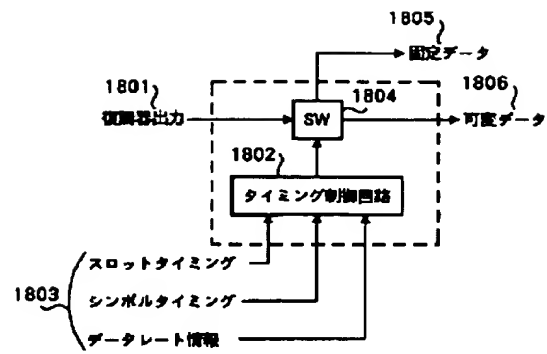 1805
固定データ
1801
1806
1804
復調器出力
SW
可変データ
1802
タイミング制御回路
スロットタイミング
1803
シンボルタイミング
データレート情報